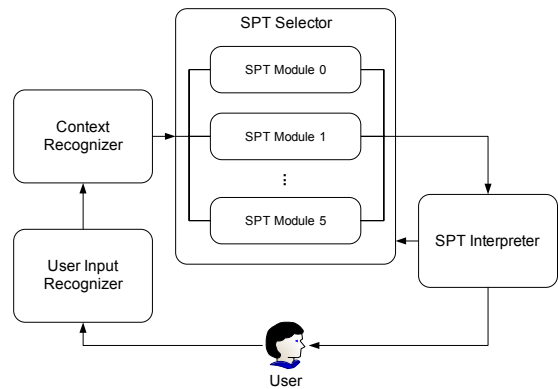 SPT Selector
SPT Module 0
SPT Module 1
...
SPT Module 5
Context
Recognizer
User Input
Recognizer
SPT Interpreter
User